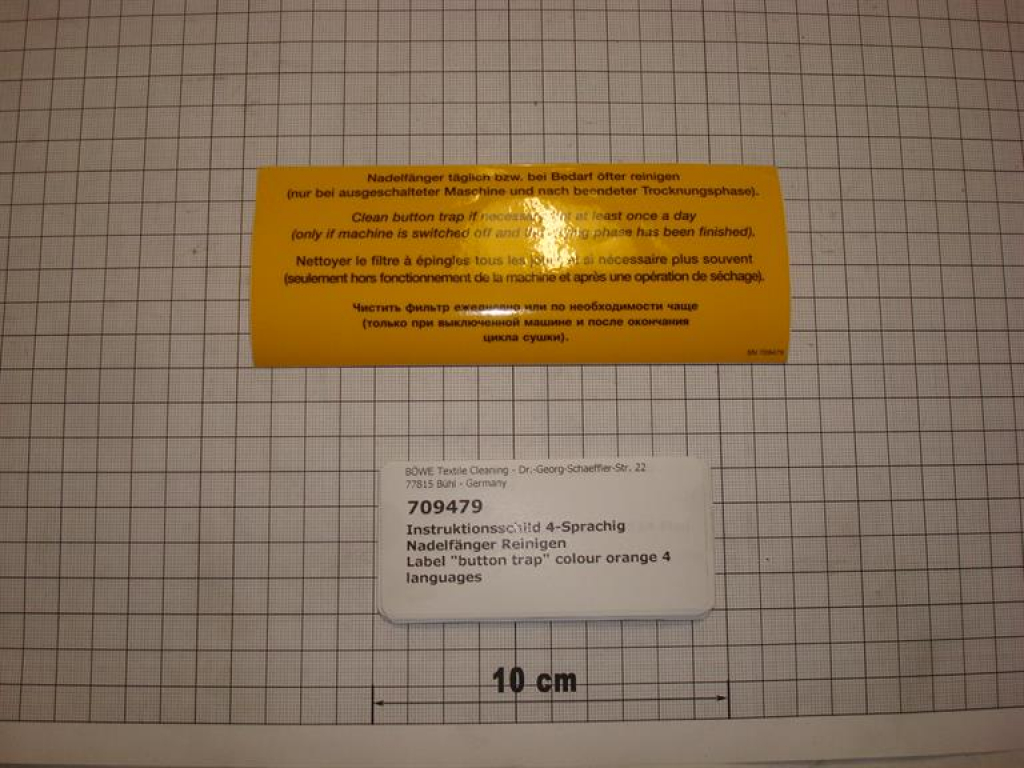 Nadelfänger täglich bzw. bei Bedarf öfter reinigen
(nur bei ausgeschalteter Maschine und nach beendeter Trocknungsphase).
Clean button trap if necessary at least once a day
(only if machine is switched off and phase has been finished).
Nettoyer le filtre à épingles tous les si nécessaire plus souvent
(seulement hors fonctionnement de la machine et après une opération de séchage).
Чистить фильтр ежедневно или по необходимости чаще
(только при выключенной машине и после окончания
цикла сушки).
SN 709479
BÖWE Textile Cleaning - Dr.-Georg-Schaeffler-Str. 22
77815 Bühl - Germany
709479
Instruktionsschild 4-Sprachig
Nadelfänger Reinigen
Label "button trap" colour orange 4
languages
10 cm